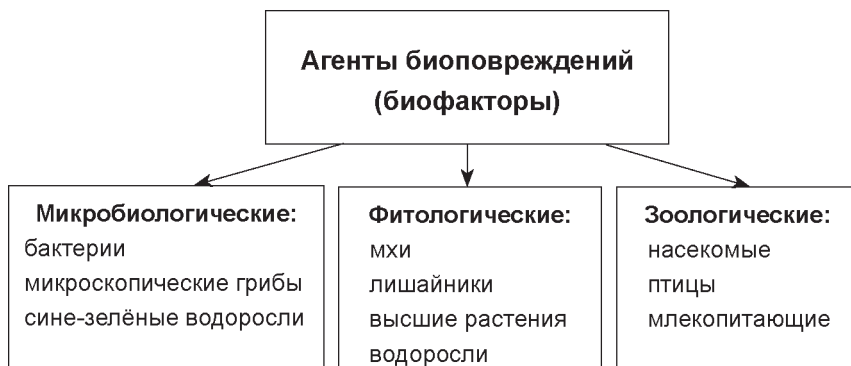 Агенты биоповреждений
(биофакторы)
Микробиологические:
бактерии
микроскопические грибы
сине-зелёные водоросли
Фитологические:
мхи
лишайники
высшие растения
водоросли
Зоологические:
насекомые
птицы
млекопитающие